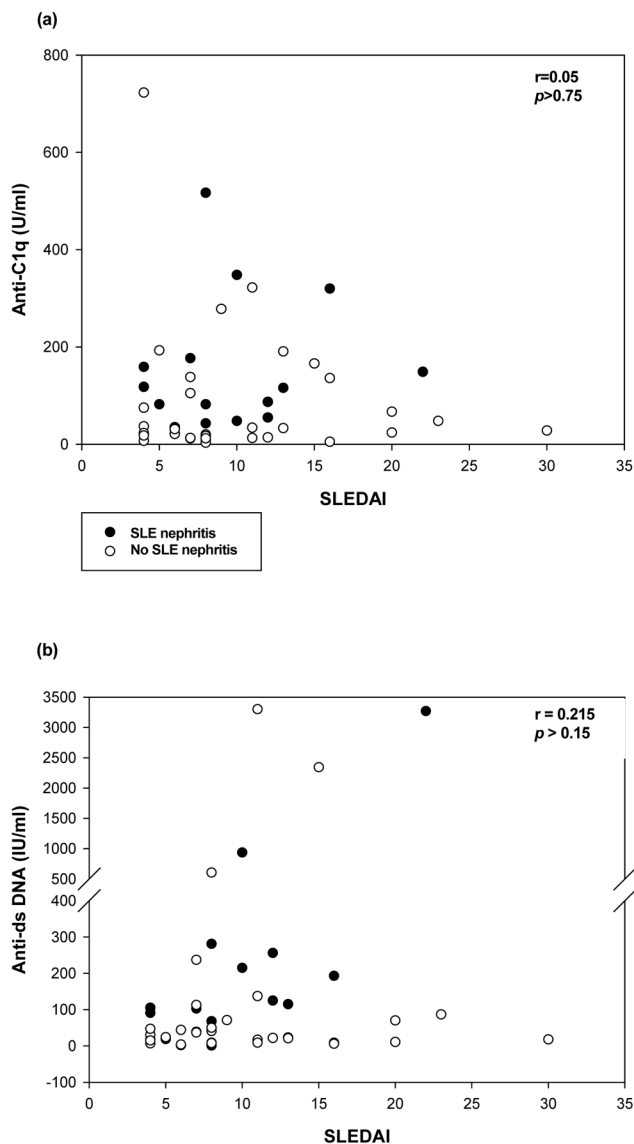 (a)
800
600
400
200
0
Anti-C1q (U/ml)
r=0.05
p>0.75
0 5 10 15 20 25 30 35
SLEDAI
SLE nephritis
No SLE nephritis
(b)
3500
3000
2500
2000
1500
1000
500
400
300
200
100
0
-100
Anti-ds DNA (IU/ml)
r = 0.215
p > 0.15
0 5 10 15 20 25 30 35
SLEDAI